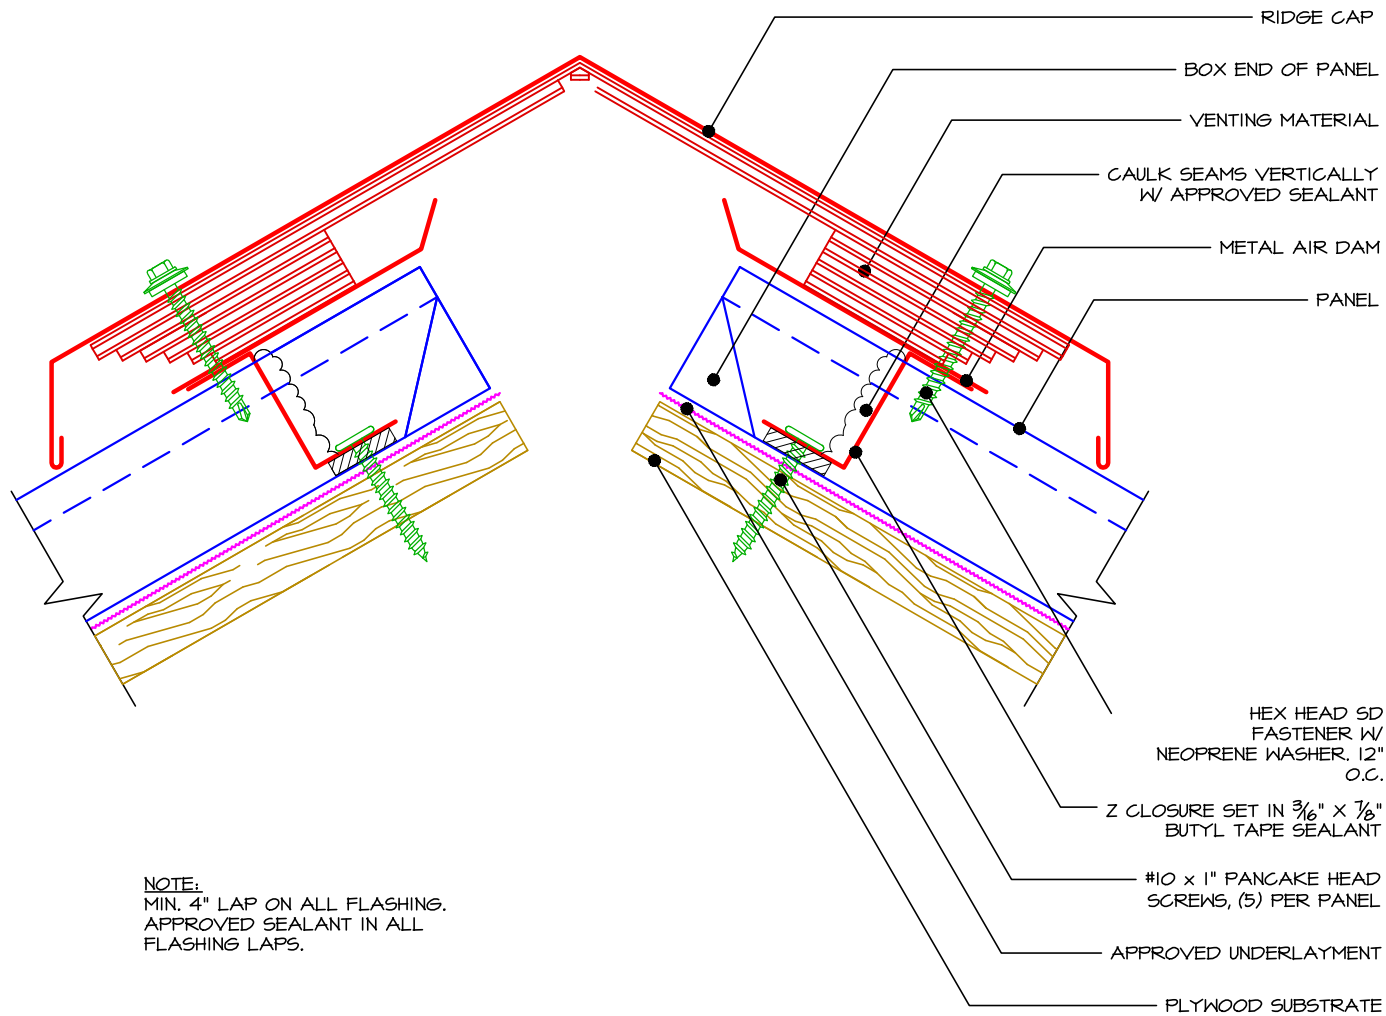 RIDGE CAP
BOX END OF PANEL
VENTING MATERIAL
CAULK SEAMS VERTICALLY
W/ APPROVED SEALANT
METAL AIR DAM
PANEL
HEX HEAD SD
FASTENER W/
NEOPRENE WASHER. 12"
O.C.
Z CLOSURE SET IN 3/16" X 7/8"
BUTYL TAPE SEALANT
#10 x 1" PANCAKE HEAD
SCREWS, (5) PER PANEL
APPROVED UNDERLAYMENT
PLYWOOD SUBSTRATE
NOTE:
MIN. 4" LAP ON ALL FLASHING.
APPROVED SEALANT IN ALL
FLASHING LAPS.